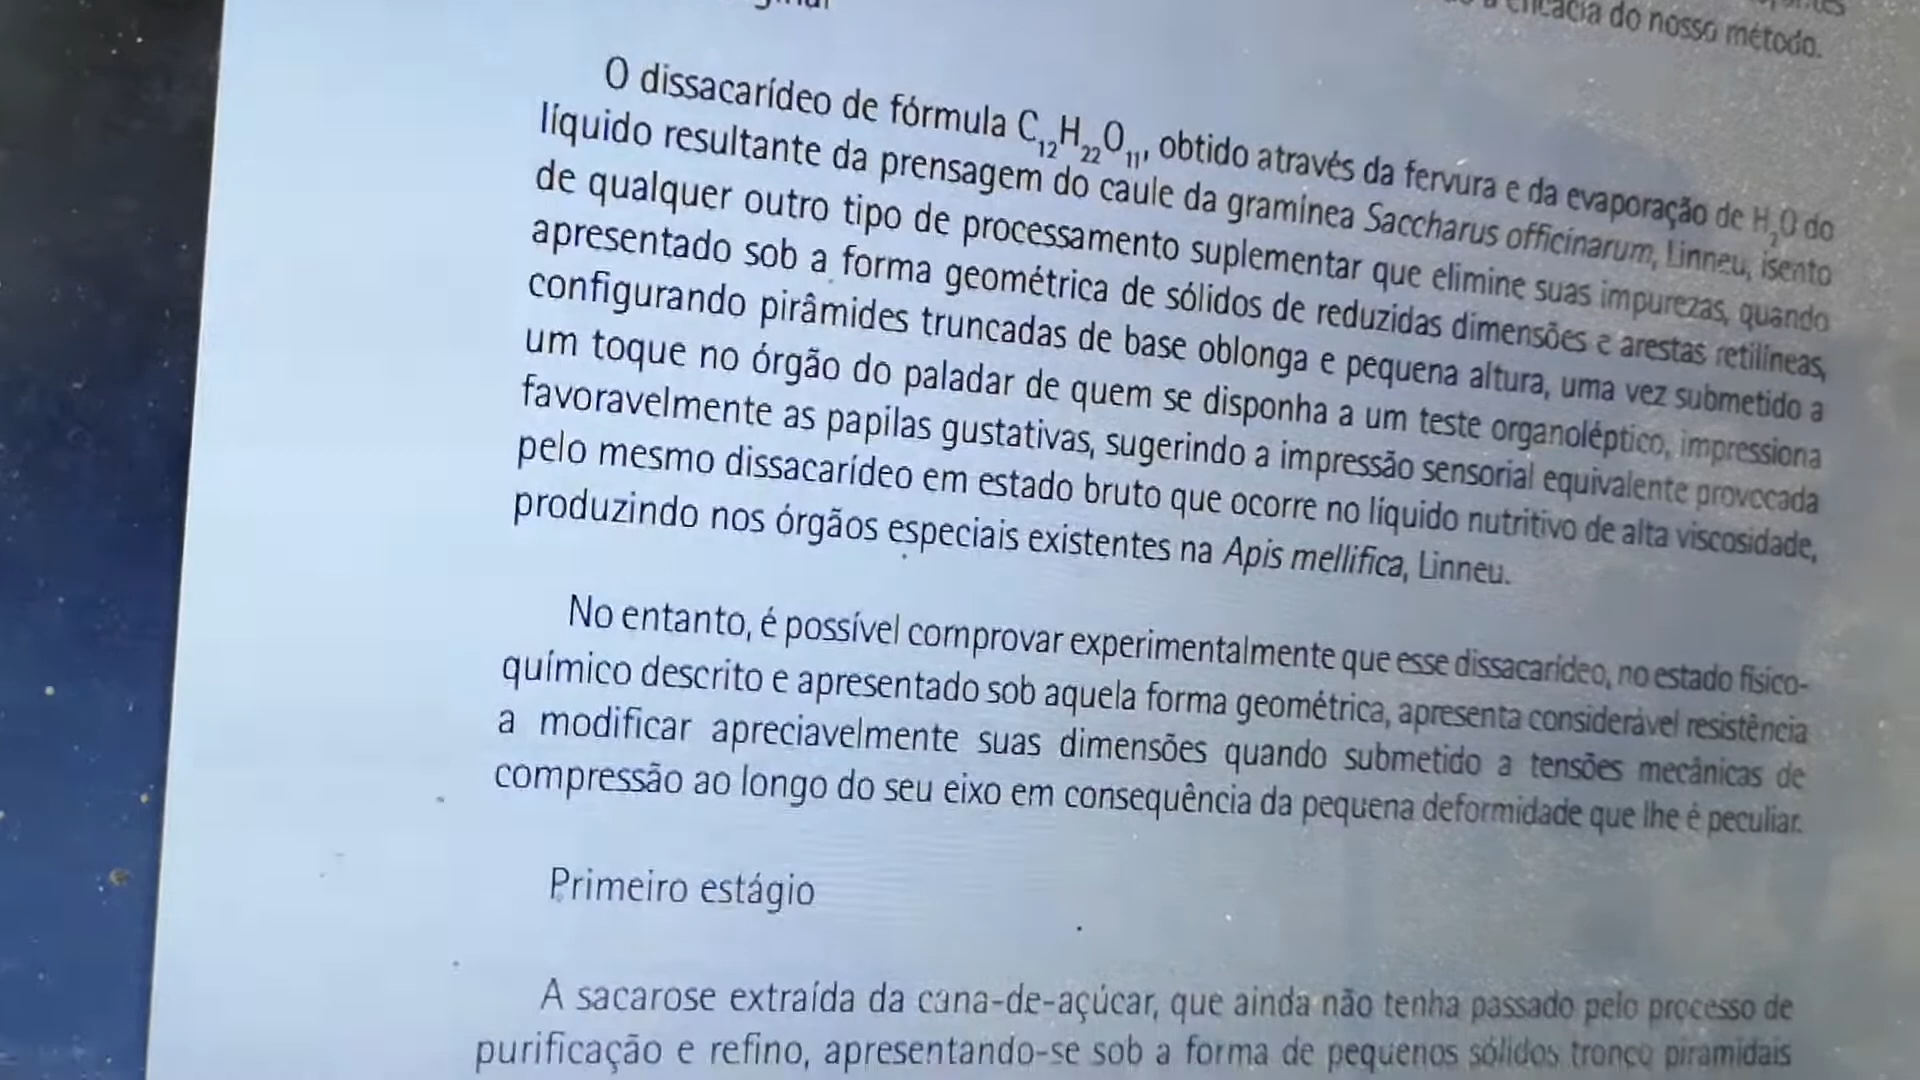 eficácia do nosso método.
O dissacarídeo de fórmula C₁₂H₂₂O₁₁, obtido através da fervura e da evaporação de H₂O do
líquido resultante da prensagem do caule da gramínea Saccharus officinarum, Linneu, isento
de qualquer outro tipo de processamento suplementar que elimine suas impurezas, quando
apresentado sob a forma geométrica de sólidos de reduzidas dimensões e arestas retilíneas,
configurando pirâmides truncadas de base oblonga e pequena altura, uma vez submetido a
um toque no órgão do paladar de quem se disponha a um teste organoléptico, impressiona
favoravelmente as papilas gustativas, sugerindo a impressão sensorial equivalente provocada
pelo mesmo dissacarídeo em estado bruto que ocorre no líquido nutritivo de alta viscosidade,
produzindo nos órgãos especiais existentes na Apis mellifica, Linneu.
No entanto, é possível comprovar experimentalmente que esse dissacarídeo, no estado físico-
químico descrito e apresentado sob aquela forma geométrica, apresenta considerável resistência
a modificar apreciavelmente suas dimensões quando submetido a tensões mecânicas de
compressão ao longo do seu eixo em consequência da pequena deformidade que lhe é peculiar.
Primeiro estágio
A sacarose extraída da cana-de-açúcar, que ainda não tenha passado pelo processo de
purificação e refino, apresentando-se sob a forma de pequenos sólidos tronco piramidais